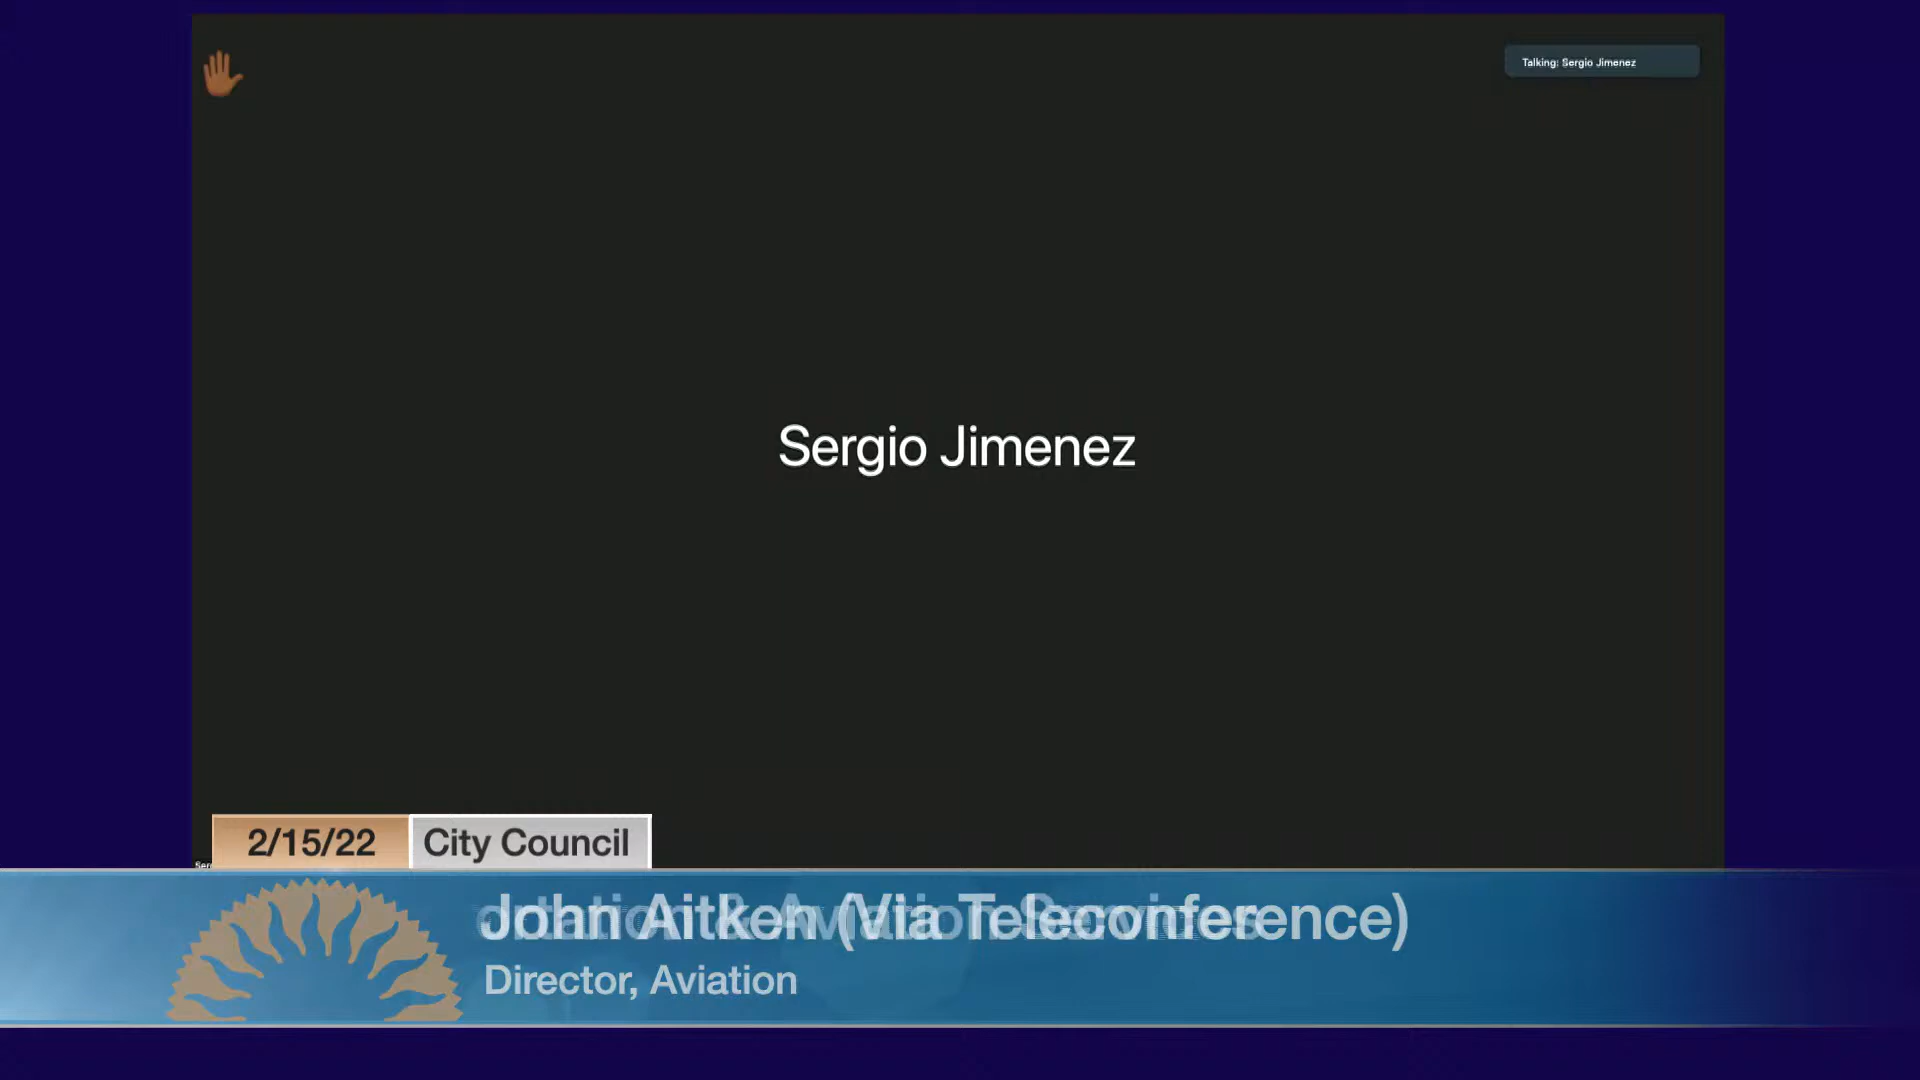 Talking: Sergio Jimenez
Sergio Jimenez
2/15/22
City Council
John Aitken (Via Teleconference)
Director, Aviation